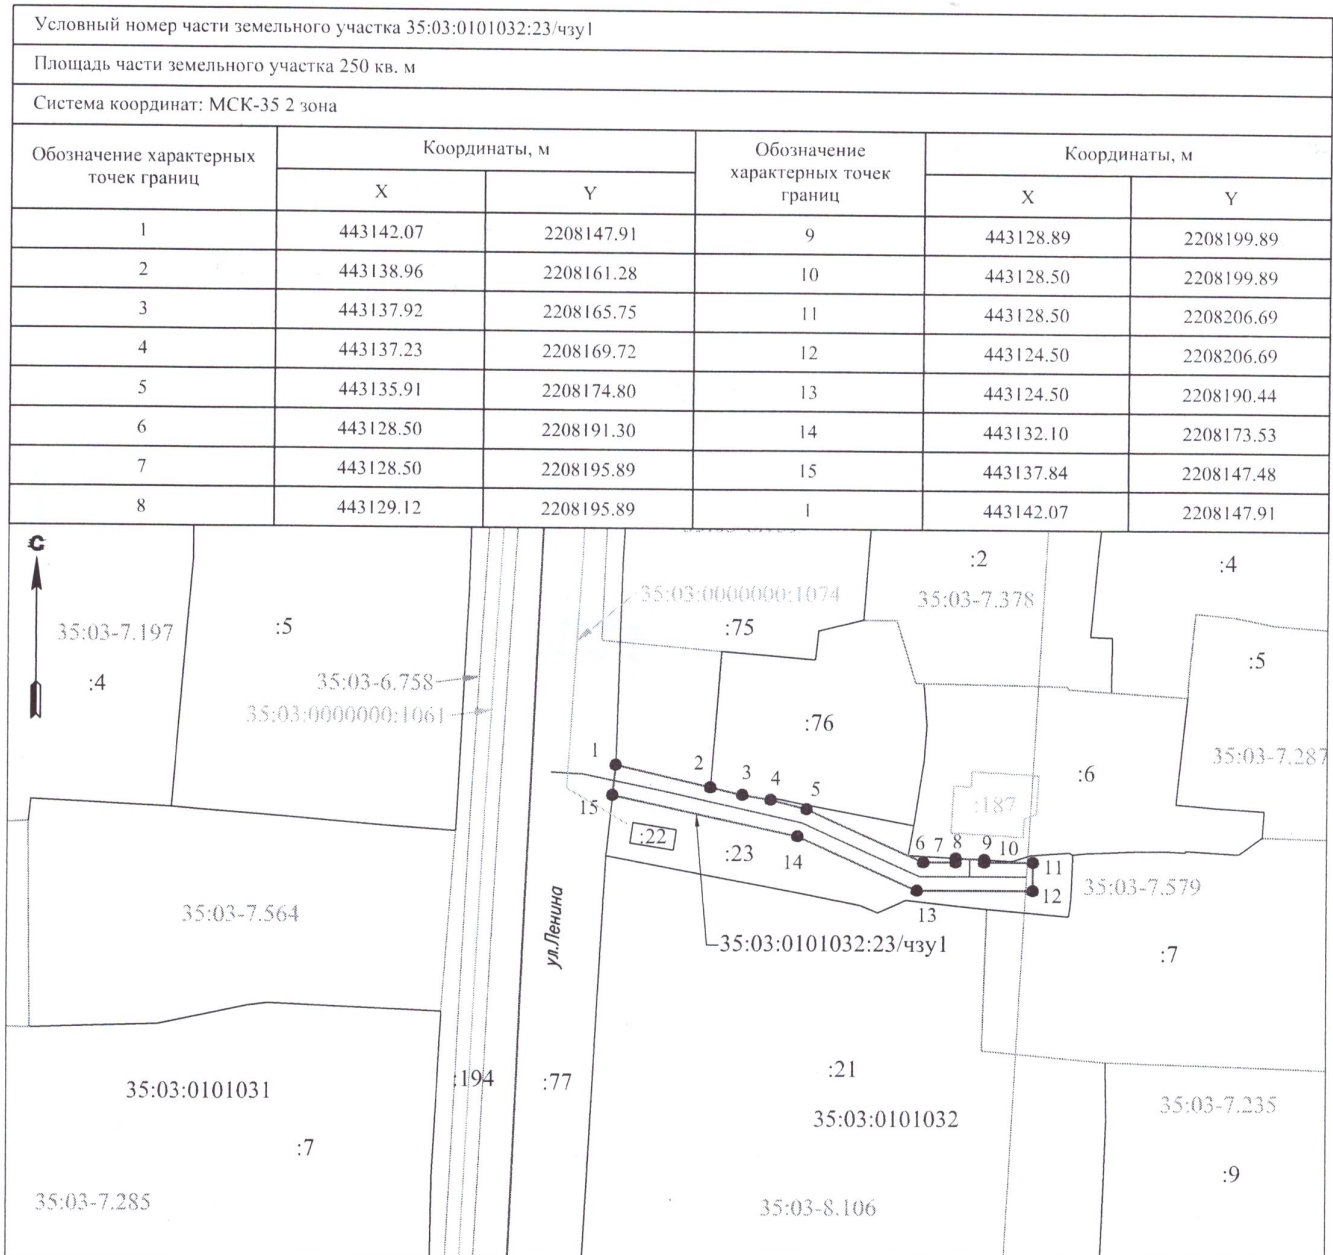 Условный номер части земельного участка 35:03:0101032:23/чзу1
Площадь части земельного участка 250 кв. м
Система координат: МСК-35 2 зона
Обозначение характерных точек границ Координаты, м Обозначение характерных точек границ Координаты, м
X Y X Y
1 443142.07 2208147.91 9 443128.89 2208199.89
2 443138.96 2208161.28 10 443128.50 2208199.89
3 443137.92 2208165.75 11 443128.50 2208206.69
4 443137.23 2208169.72 12 443124.50 2208206.69
5 443135.91 2208174.80 13 443124.50 2208190.44
6 443128.50 2208191.30 14 443132.10 2208173.53
7 443128.50 2208195.89 15 443137.84 2208147.48
8 443129.12 2208195.89 1 443142.07 2208147.91
С
:2
:4
35:03:0000000:1074
35:03-7.378
35:03-7.197
:5
:75
:5
:4
35:03-6.758
35:03:0000000:1061
:76
35:03-7.287
1
2
3
4
5
:6
:187
15
:22
:23
14
6 7 8 9 10
11
12
35:03-7.579
13
35:03-7.564
ул.Ленина
35:03:0101032:23/чзу1
:7
:21
35:03:0101031
:194
:77
35:03:0101032
35:03-7.235
:7
:9
35:03-7.285
35:03-8.106